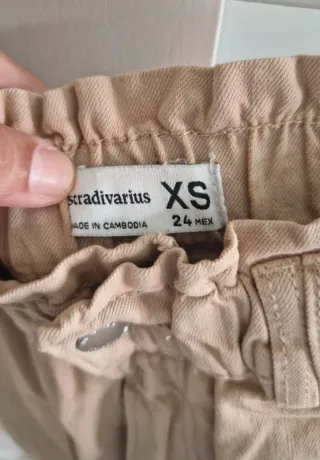 stradivarius XS
MADE IN CAMBODIA 24 MEX